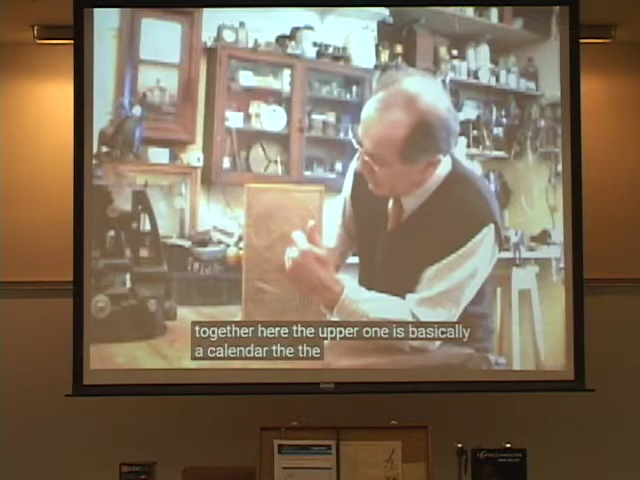 together here the upper one is basically
a calendar the the